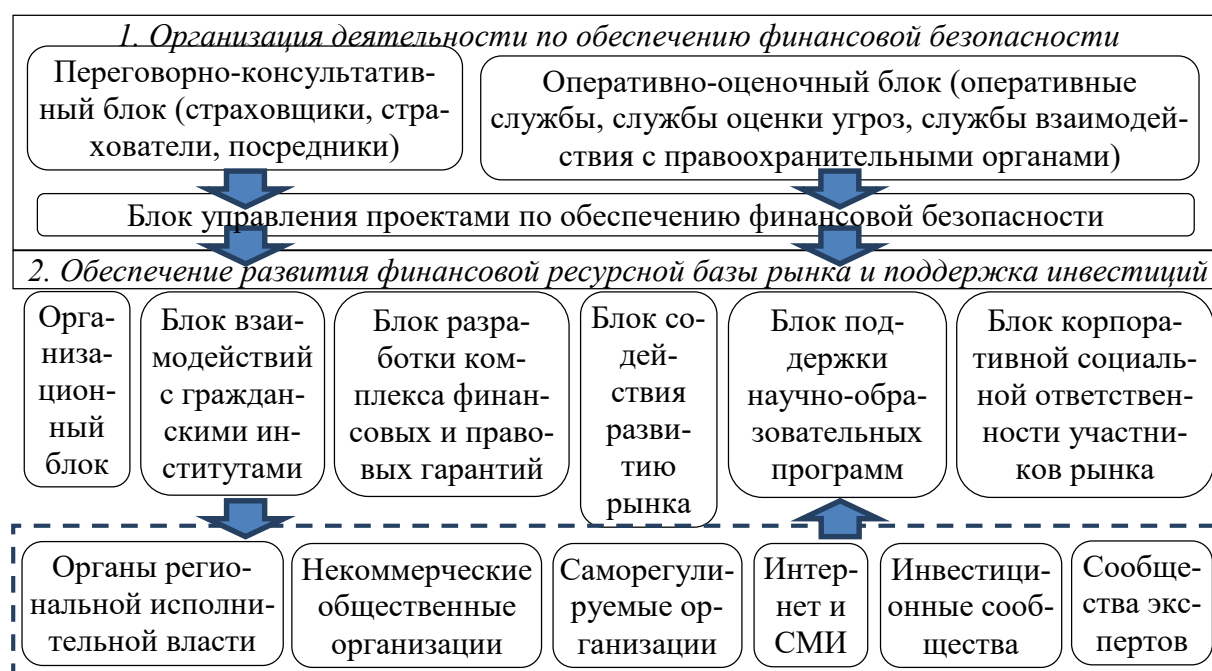 1. Организация деятельности по обеспечению финансовой безопасности
Переговорно-консультатив-
ный блок (страховщики, стра-
хователи, посредники)
Оперативно-оценочный блок (оперативные
службы, службы оценки угроз, службы взаимодей-
ствия с правоохранительными органами)
Блок управления проектами по обеспечению финансовой безопасности
2. Обеспечение развития финансовой ресурсной базы рынка и поддержка инвестиций
Орга-
низа-
цион-
ный
блок
Блок взаи-
модействий
с граждан-
скими ин-
ститутами
Блок разра-
ботки ком-
плекса финан-
совых и право-
вых гарантий
Блок со-
дей-
ствия
разви-
тию
рынка
Блок под-
держки
научно-обра-
зовательных
программ
Блок корпора-
тивной социаль-
ной ответствен-
ности участни-
ков рынка
Органы регио-
нальной исполни-
тельной власти
Некоммерческие
общественные
организации
Саморегули-
руемые ор-
ганизации
Интер-
нет и
СМИ
Инвестици-
онные сооб-
щества
Сообще-
ства экс-
пертов